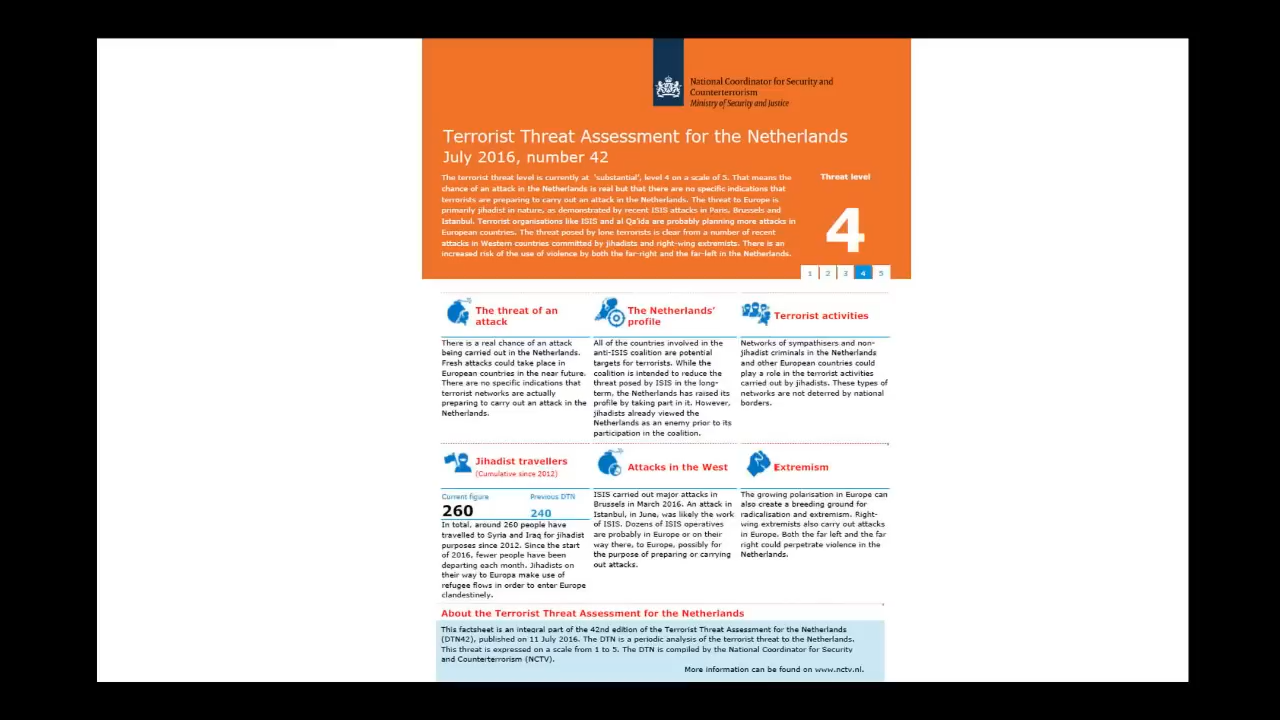 National Coordinator for Security and
Counterterrorism
Ministry of Security and Justice
Terrorist Threat Assessment for the Netherlands
July 2016, number 42
The terrorist threat level is currently at 'substantial', level 4 on a scale of 5. That means the
chance of an attack in the Netherlands is real but that there are no specific indications that
terrorists are preparing to carry out an attack in the Netherlands. The threat to Europe is
primarily jihadist in nature, as demonstrated by recent ISIS attacks in Paris, Brussels and
Istanbul. Terrorist organisations like ISIS and al Qa'ida are probably planning more attacks in
European countries. The threat posed by lone terrorists is clear from a number of recent
attacks in Western countries committed by jihadists and right-wing extremists. There is an
increased risk of the use of violence by both the far-right and the far-left in the Netherlands.
Threat level
4
1 2 3 4 5
The threat of an
attack
There is a real chance of an attack
being carried out in the Netherlands.
Fresh attacks could take place in
European countries in the near future.
There are no specific indications that
terrorist networks are actually
preparing to carry out an attack in the
Netherlands.
The Netherlands'
profile
All of the countries involved in the
anti-ISIS coalition are potential
targets for terrorists. While the
coalition is intended to reduce the
threat posed by ISIS in the long-
term, the Netherlands has raised its
profile by taking part in it. However,
jihadists already viewed the
Netherlands as an enemy prior to its
participation in the coalition.
Terrorist activities
Networks of sympathisers and non-
jihadist criminals in the Netherlands
and other European countries could
play a role in the terrorist activities
carried out by jihadists. These types of
networks are not deterred by national
borders.
Jihadist travellers
(Cumulative since 2012)
Current figure Previous DTN
260 240
In total, around 260 people have
travelled to Syria and Iraq for jihadist
purposes since 2012. Since the start
of 2016, fewer people have been
departing each month. Jihadists on
their way to Europa make use of
refugee flows in order to enter Europe
clandestinely.
Attacks in the West
ISIS carried out major attacks in
Brussels in March 2016. An attack in
Istanbul, in June, was likely the work
of ISIS. Dozens of ISIS operatives
are probably in Europe or on their
way there, to Europe, possibly for
the purpose of preparing or carrying
out attacks.
Extremism
The growing polarisation in Europe can
also create a breeding ground for
radicalisation and extremism. Right-
wing extremists also carry out attacks
in Europe. Both the far left and the far
right could perpetrate violence in the
Netherlands.
About the Terrorist Threat Assessment for the Netherlands
This factsheet is an integral part of the 42nd edition of the Terrorist Threat Assessment for the Netherlands
(DTN42), published on 11 July 2016. The DTN is a periodic analysis of the terrorist threat to the Netherlands.
This threat is expressed on a scale from 1 to 5. The DTN is compiled by the National Coordinator for Security
and Counterterrorism (NCTV).
More information can be found on www.nctv.nl.